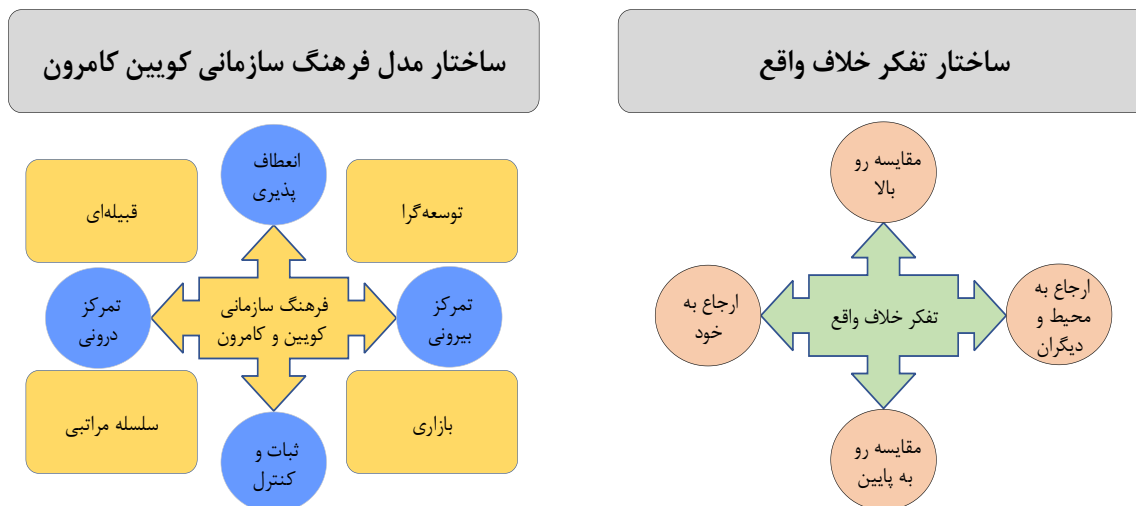 ساختار تفکر خلاف واقع
مقایسه رو
بالا
ارجاع به
محیط و
دیگران
تفکر خلاف واقع
ارجاع به
خود
مقایسه رو
به پایین
ساختار مدل فرهنگ سازمانی کویین کامرون
انعطاف
پذیری
توسعه‌گرا
قبیله‌ای
تمرکز
بیرونی
فرهنگ سازمانی
کویین و کامرون
تمرکز
درونی
بازاری
سلسله مراتبی
ثبات و
کنترل